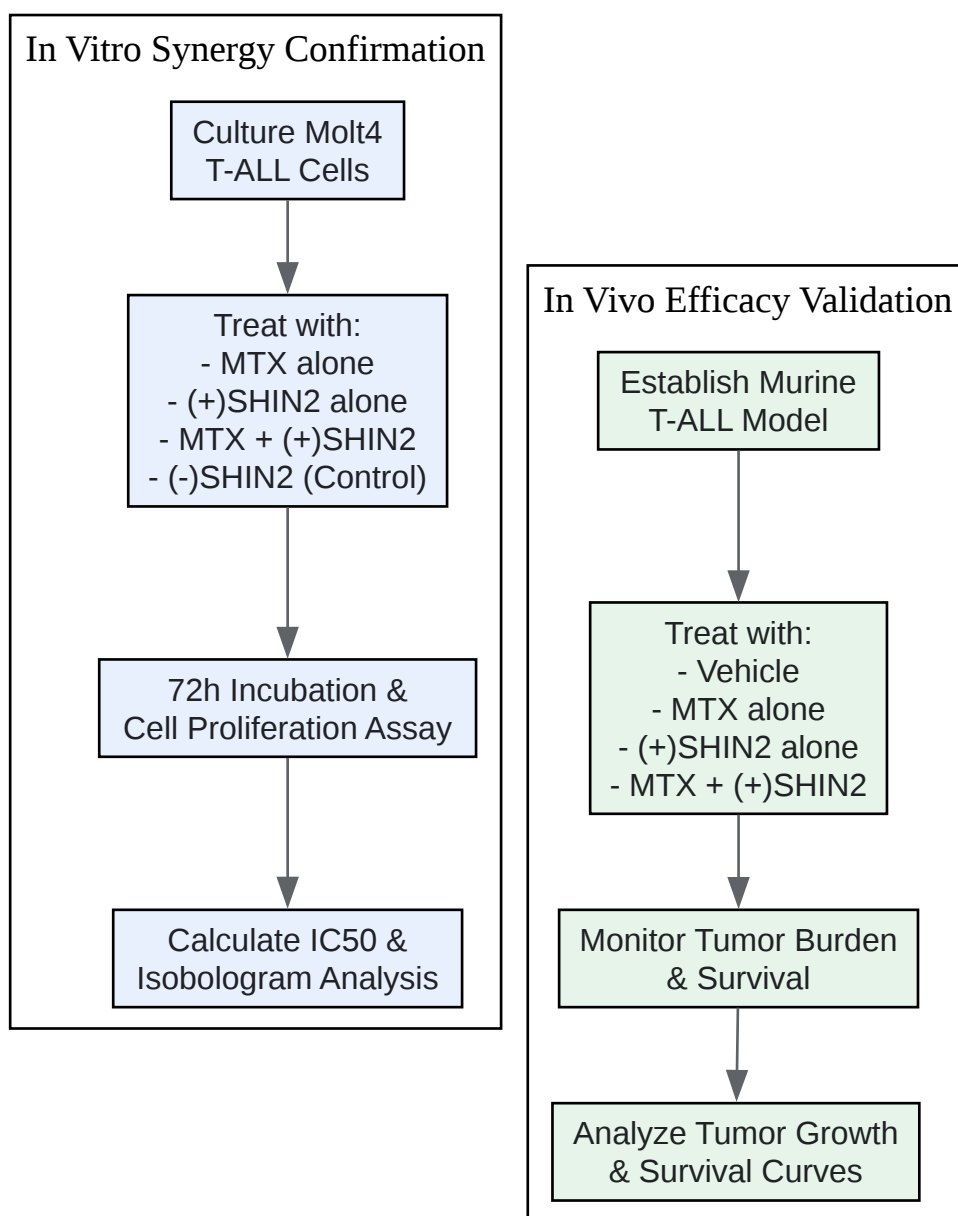 In Vitro Synergy Confirmation
Culture Molt4
T-ALL Cells
Treat with:
- MTX alone
- (+)SHIN2 alone
- MTX + (+)SHIN2
- (-)SHIN2 (Control)
72h Incubation &
Cell Proliferation Assay
Calculate IC50 &
Isobologram Analysis
In Vivo Efficacy Validation
Establish Murine
T-ALL Model
Treat with:
- Vehicle
- MTX alone
- (+)SHIN2 alone
- MTX + (+)SHIN2
Monitor Tumor Burden
& Survival
Analyze Tumor Growth
& Survival Curves